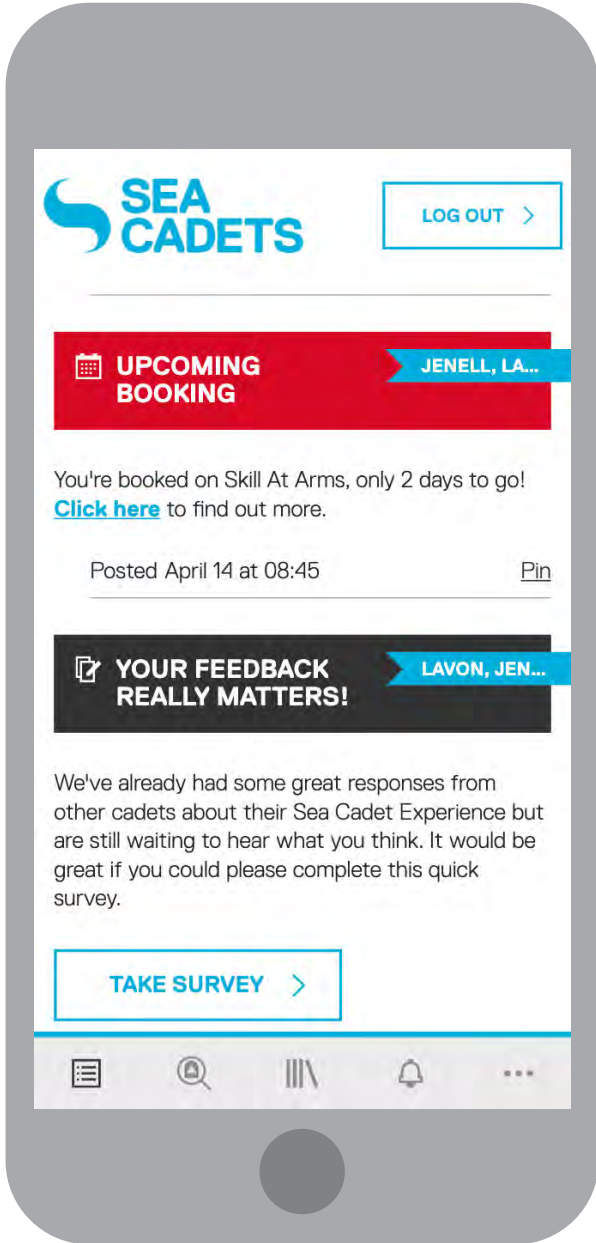 SEA
CADETS
LOG OUT
UPCOMING
BOOKING
JENELL, LA...
You're booked on Skill At Arms, only 2 days to go!
Click here to find out more.
Posted April 14 at 08:45 Pin
YOUR FEEDBACK
REALLY MATTERS!
LAVON, JEN...
We've already had some great responses from
other cadets about their Sea Cadet Experience but
are still waiting to hear what you think. It would be
great if you could please complete this quick
survey.
TAKE SURVEY